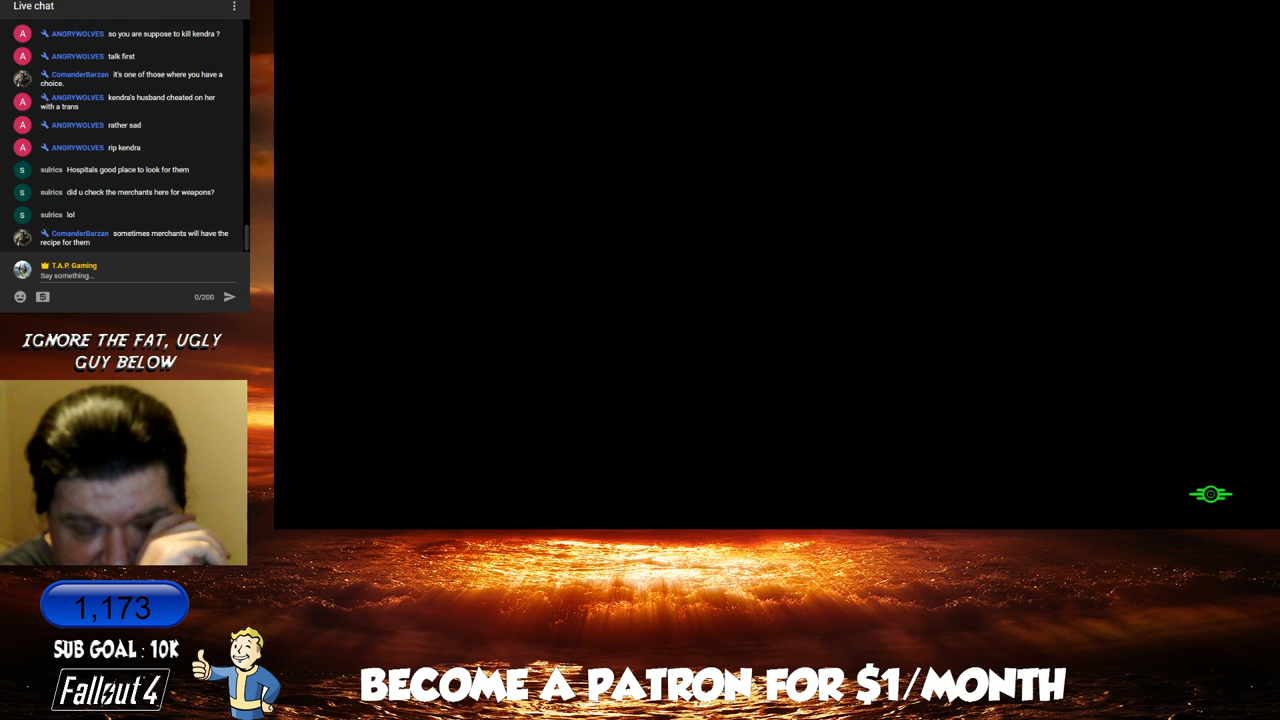 Live chat
ANGRYWOLVES so you are suppose to kill kendra ?
ANGRYWOLVES talk first
ComanderBarzan it's one of those where you have a
choice.
ANGRYWOLVES kendra's husband cheated on her
with a trans
ANGRYWOLVES rather sad
ANGRYWOLVES rip kendra
sulrics Hospitals good place to look for them
sulrics did u check the merchants here for weapons?
sulrics lol
ComanderBarzan sometimes merchants will have the
recipe for them
T.A.P. Gaming
Say something...
0/200
IGNORE THE FAT, UGLY
GUY BELOW
1,173
SUB GOAL : 10K
Fallout 4
BECOME A PATRON FOR $1/MONTH